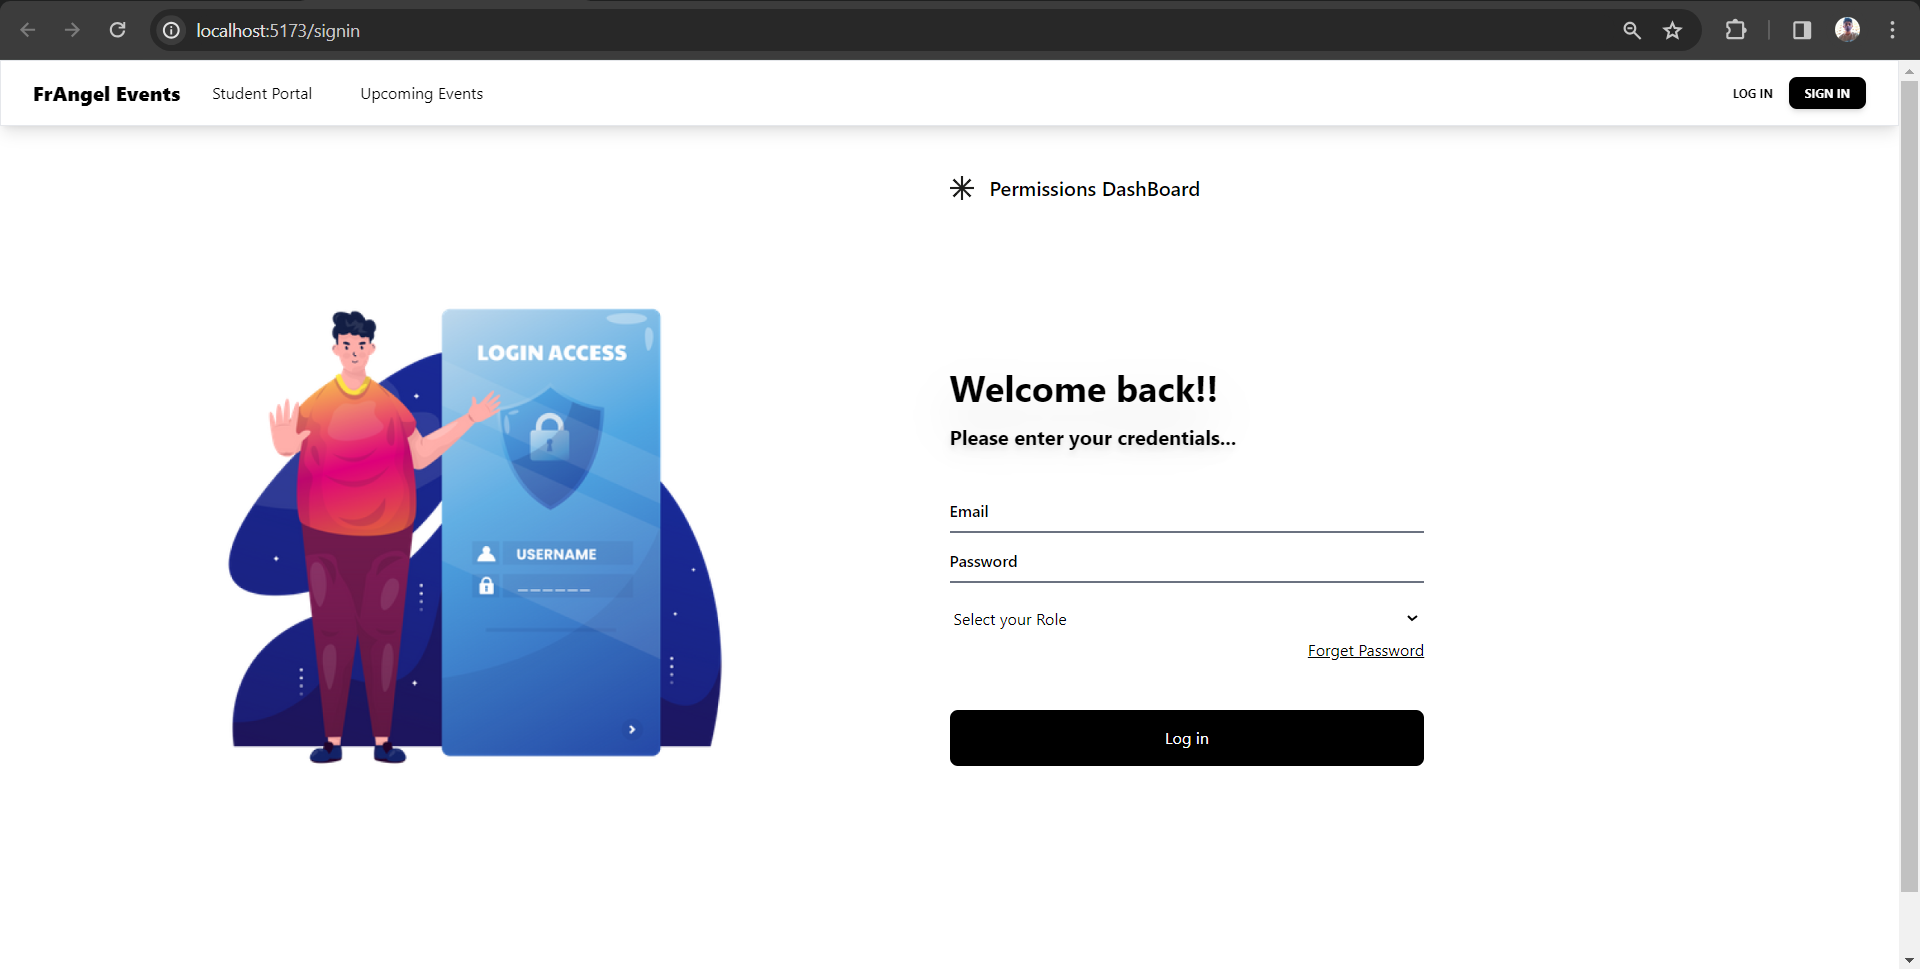 localhost:5173/signin
FrAngel Events Student Portal Upcoming Events LOG IN SIGN IN
Permissions DashBoard
LOGIN ACCESS
USERNAME
Welcome back!!
Please enter your credentials...
Email
Password
Select your Role
Forget Password
Log in